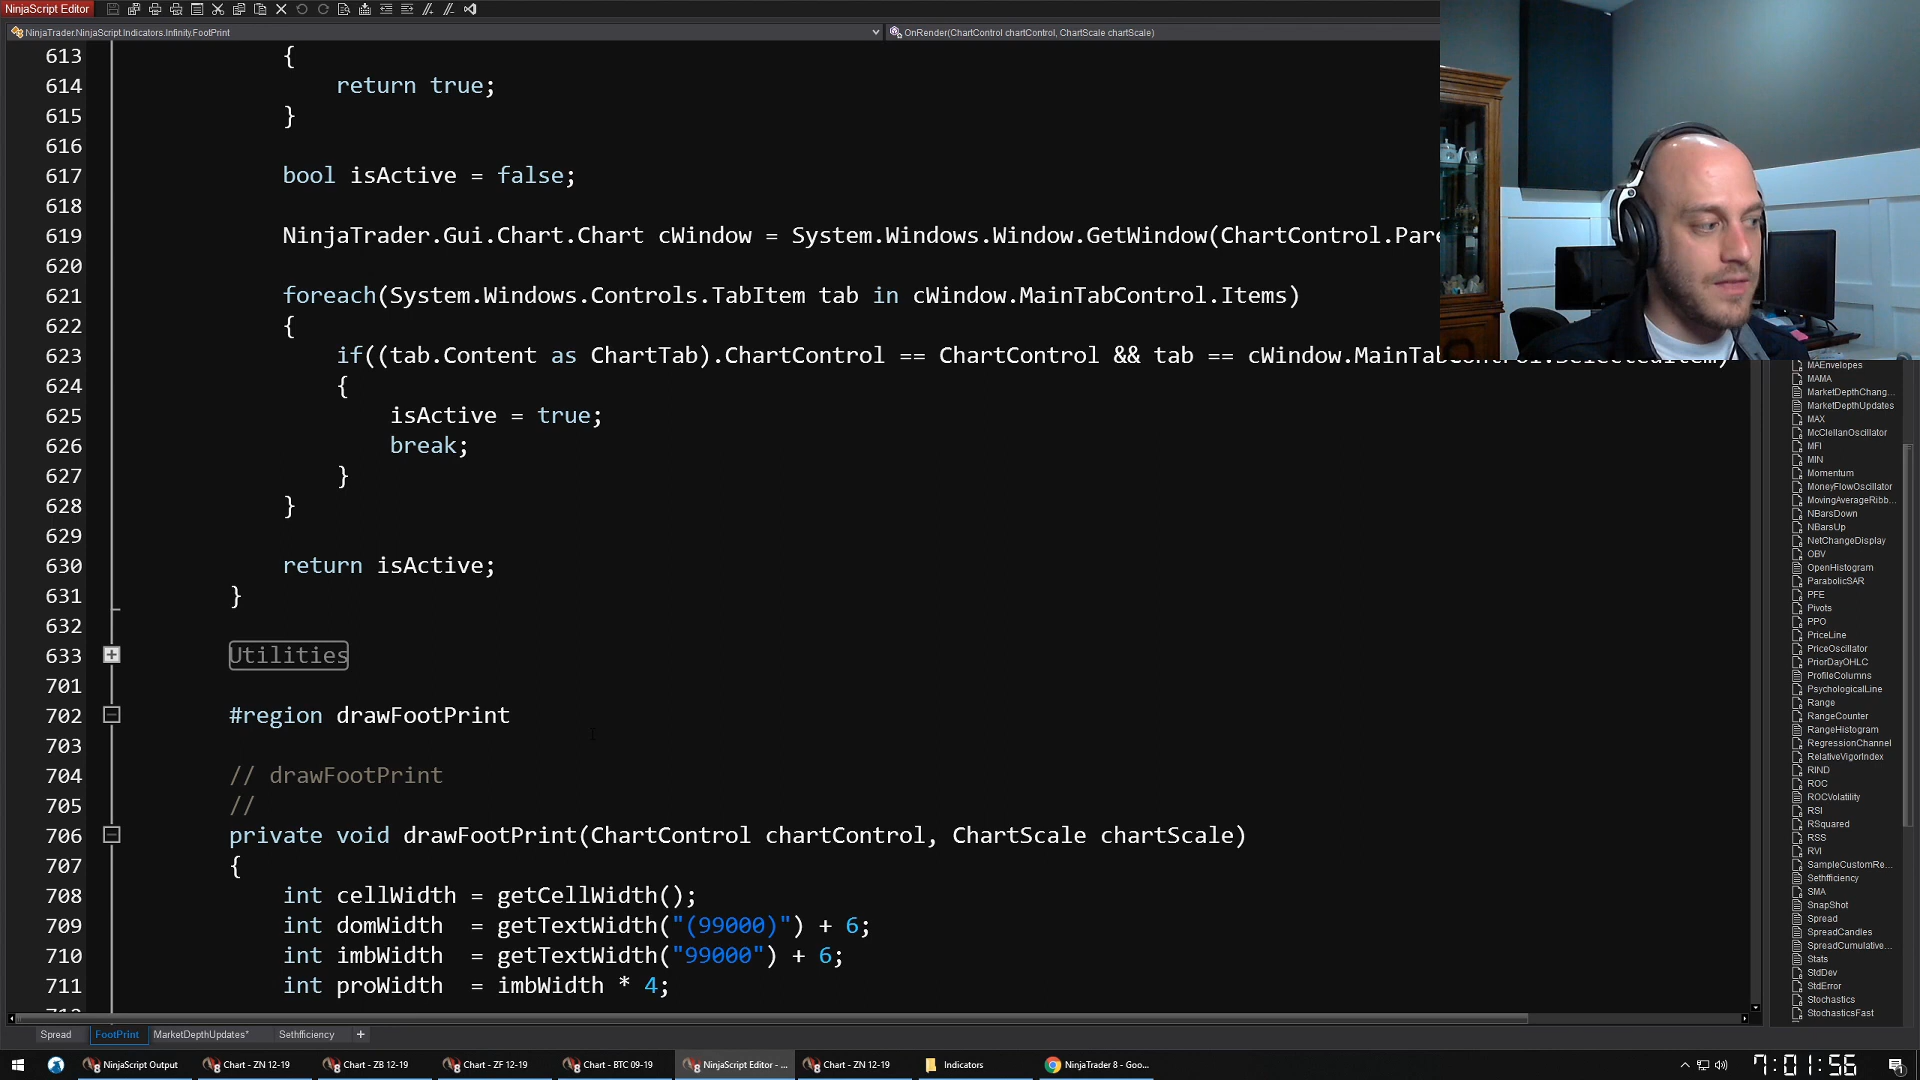 NinjaScript Editor
NinjaTrader.NinjaScript.Indicators.Infinity.FootPrint
OnRender(ChartControl chartControl, ChartScale chartScale)
613 {
614 return true;
615 }
616
617 bool isActive = false;
618
619 NinjaTrader.Gui.Chart.Chart cWindow = System.Windows.Window.GetWindow(ChartControl.Pare
620
621 foreach(System.Windows.Controls.TabItem tab in cWindow.MainTabControl.Items)
622 {
623 if((tab.Content as ChartTab).ChartControl == ChartControl && tab == cWindow.MainTabControl.SelectedItem)
624 {
625 isActive = true;
626 break;
627 }
628 }
629
630 return isActive;
631 }
632
633 Utilities
701
702 #region drawFootPrint
703
704 // drawFootPrint
705 //
706 private void drawFootPrint(ChartControl chartControl, ChartScale chartScale)
707 {
708 int cellWidth = getCellWidth();
709 int domWidth = getTextWidth("(99000)") + 6;
710 int imbWidth = getTextWidth("99000") + 6;
711 int proWidth = imbWidth * 4;
MAEnvelopes
MAMA
MarketDepthChang...
MarketDepthUpdates
MAX
McClellanOscillator
MFI
MIN
Momentum
MoneyFlowOscillator
MovingAverageRibb...
NBarsDown
NBarsUp
NetChangeDisplay
OBV
OpenHistogram
ParabolicSAR
PFE
Pivots
PPO
PriceLine
PriceOscillator
PriorDayOHLC
ProfileColumns
PsychologicalLine
Range
RangeCounter
RangeHistogram
RegressionChannel
RelativeVigorIndex
RIND
ROC
ROCVolatility
RSI
RSquared
RSS
RVI
SampleCustomRe...
Sethfficiency
SMA
SnapShot
Spread
SpreadCandles
SpreadCumulative...
Stats
StdDev
StdError
Stochastics
StochasticsFast
Spread FootPrint MarketDepthUpdates* Sethfficiency +
NinjaScript Output Chart - ZN 12-19 Chart - ZB 12-19 Chart - ZF 12-19 Chart - BTC 09-19 NinjaScript Editor - ... Chart - ZN 12-19 Indicators NinjaTrader 8 - Goo... 7:01:56